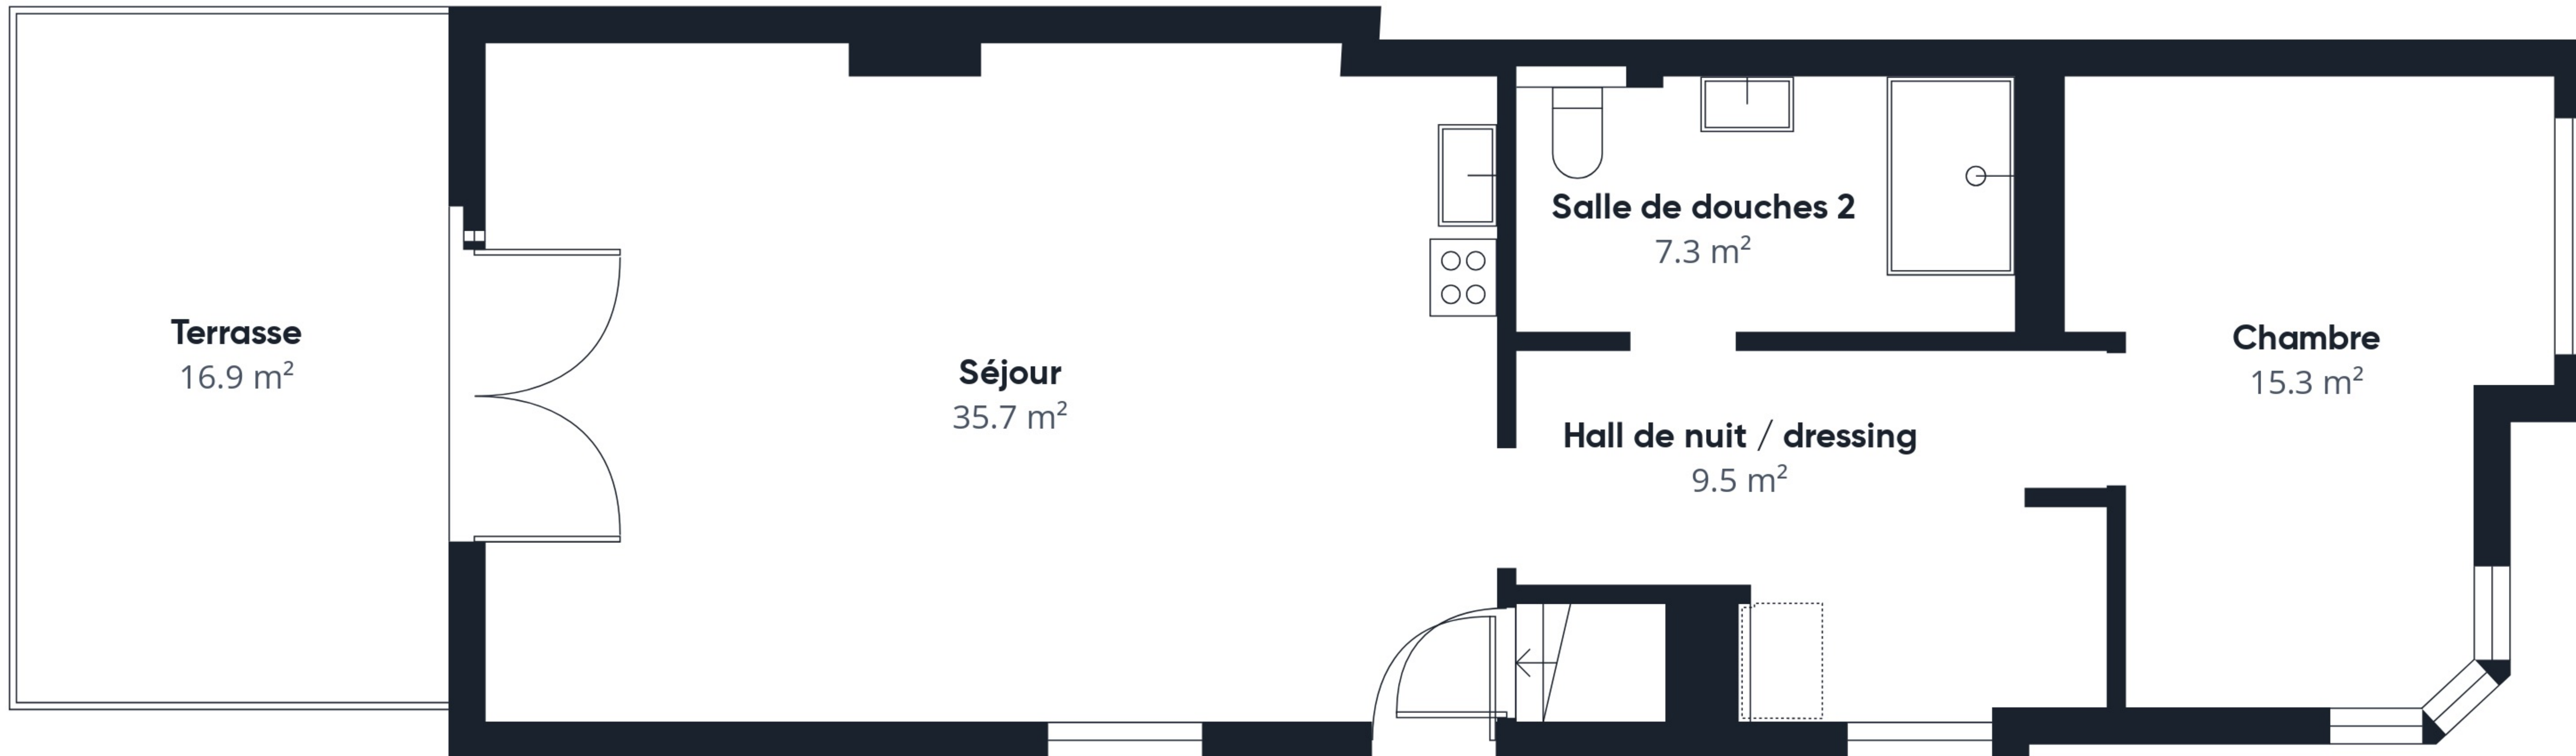 Terrasse
16.9 m²
Séjour
35.7 m²
Salle de douches 2
7.3 m²
Hall de nuit / dressing
9.5 m²
Chambre
15.3 m²